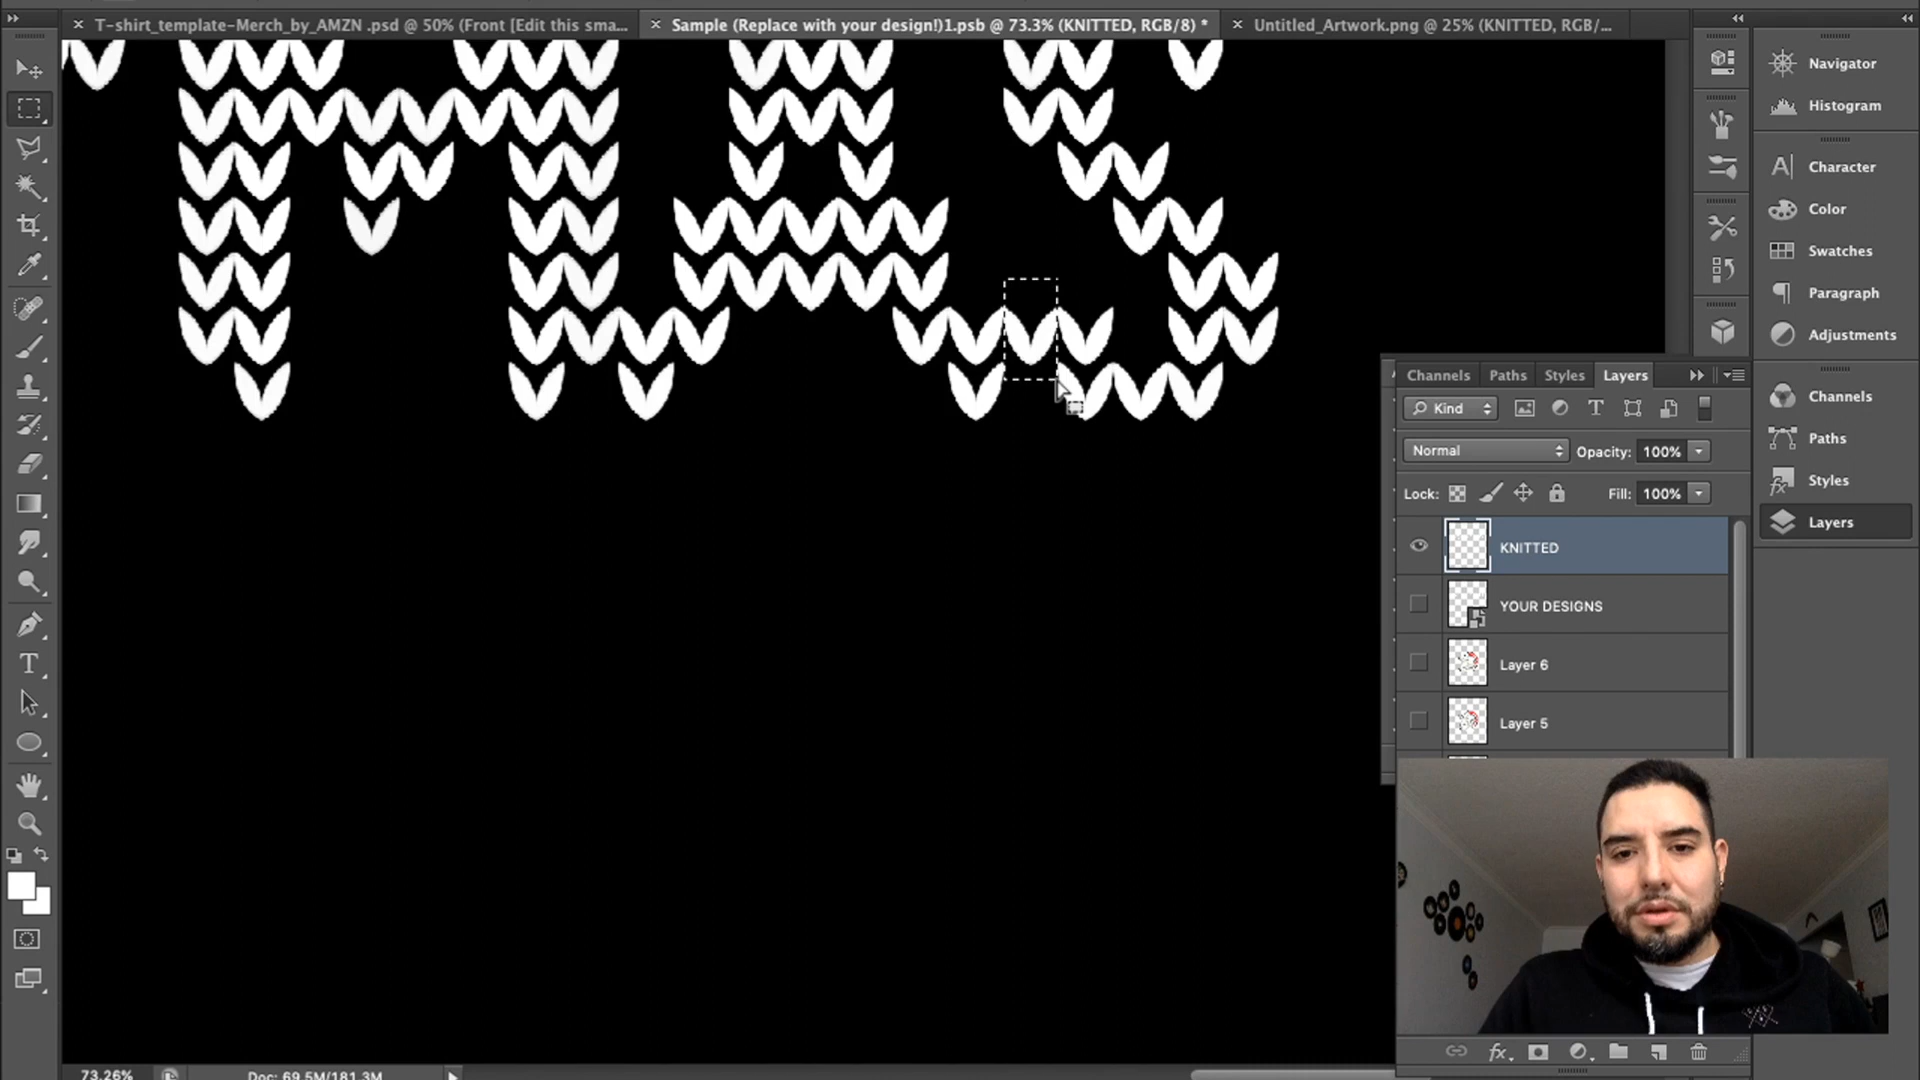 T-shirt_template-Merch_by_AMZN .psd @ 50% (Front [Edit this sma...
Sample (Replace with your design!)1.psb @ 73.3% (KNITTED, RGB/8) *
Untitled_Artwork.png @ 25% (KNITTED, RGB/...
Navigator
Histogram
Character
Color
Swatches
Paragraph
Adjustments
Channels
Paths
Styles
Layers
Channels
Paths
Styles
Layers
Kind
Normal
Opacity: 100%
Lock:
Fill: 100%
KNITTED
YOUR DESIGNS
Layer 6
Layer 5
73.26%
Doc: 69.5M/181.3M